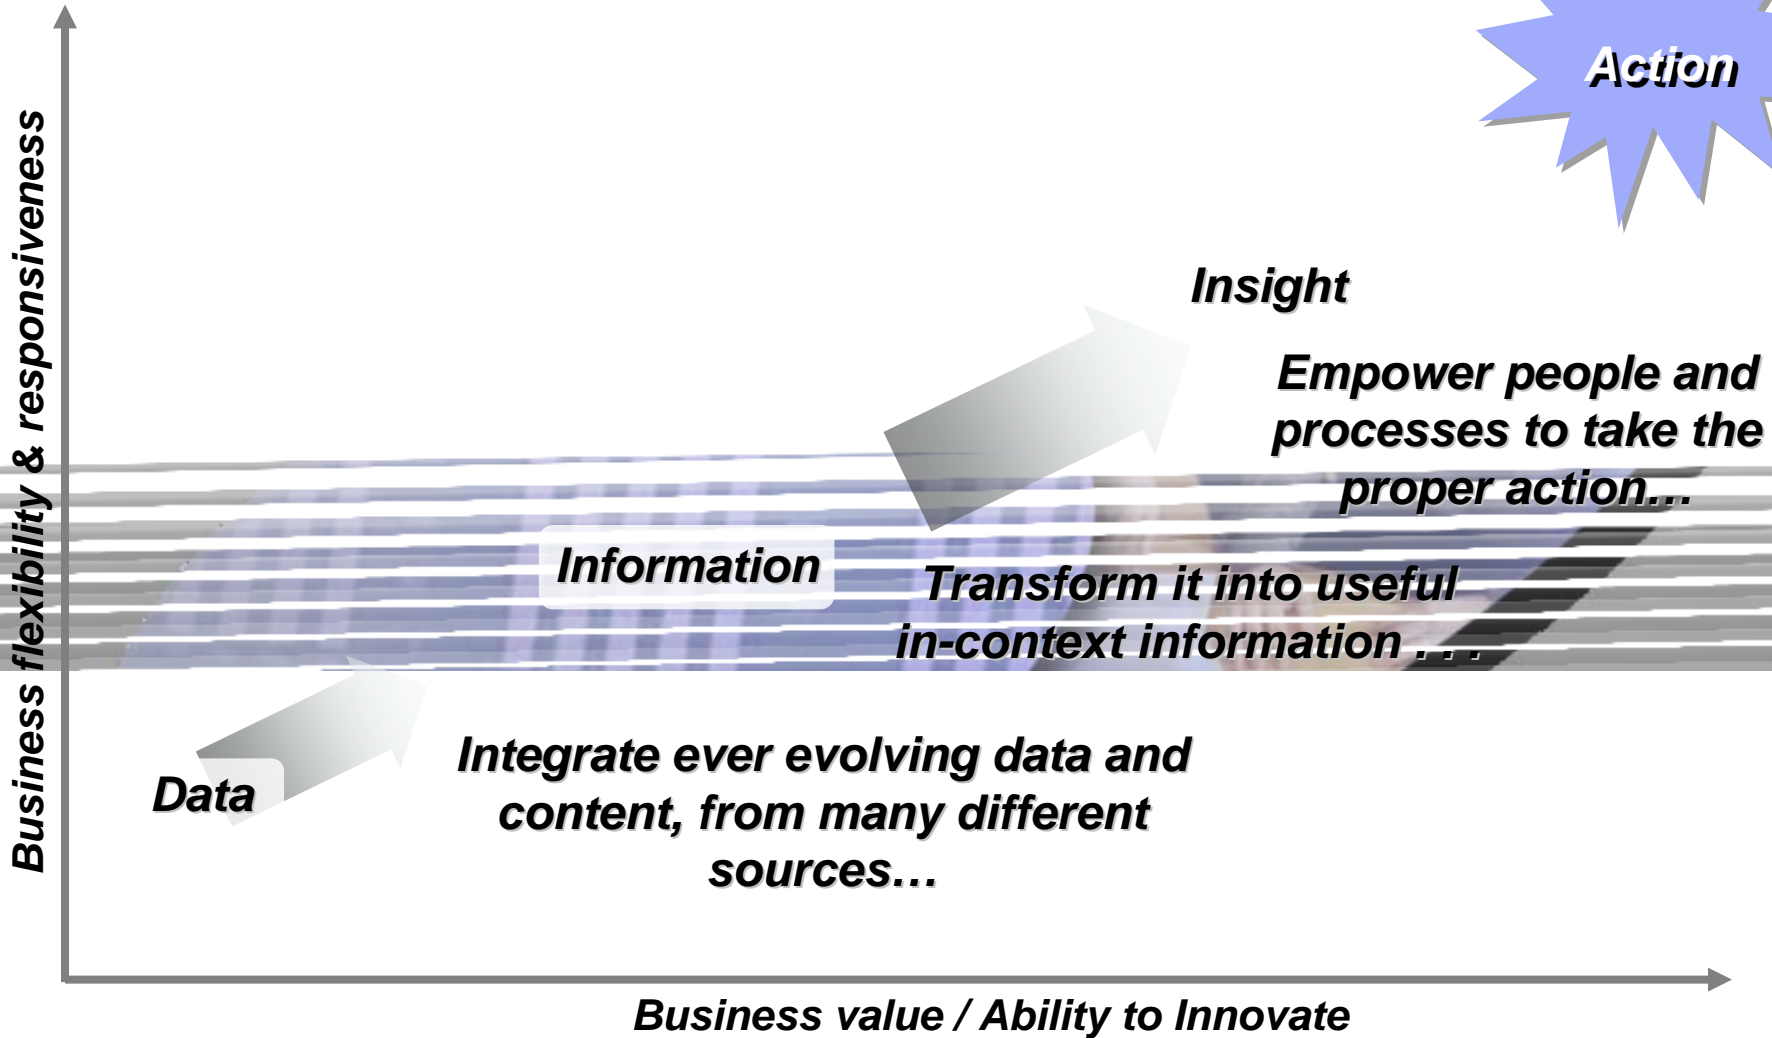 Action
Insight
Empower people and
processes to take the
proper action…
Information
Transform it into useful
in-context information . . .
Data
Integrate ever evolving data and
content, from many different
sources…
Business flexibility & responsiveness
Business value / Ability to Innovate